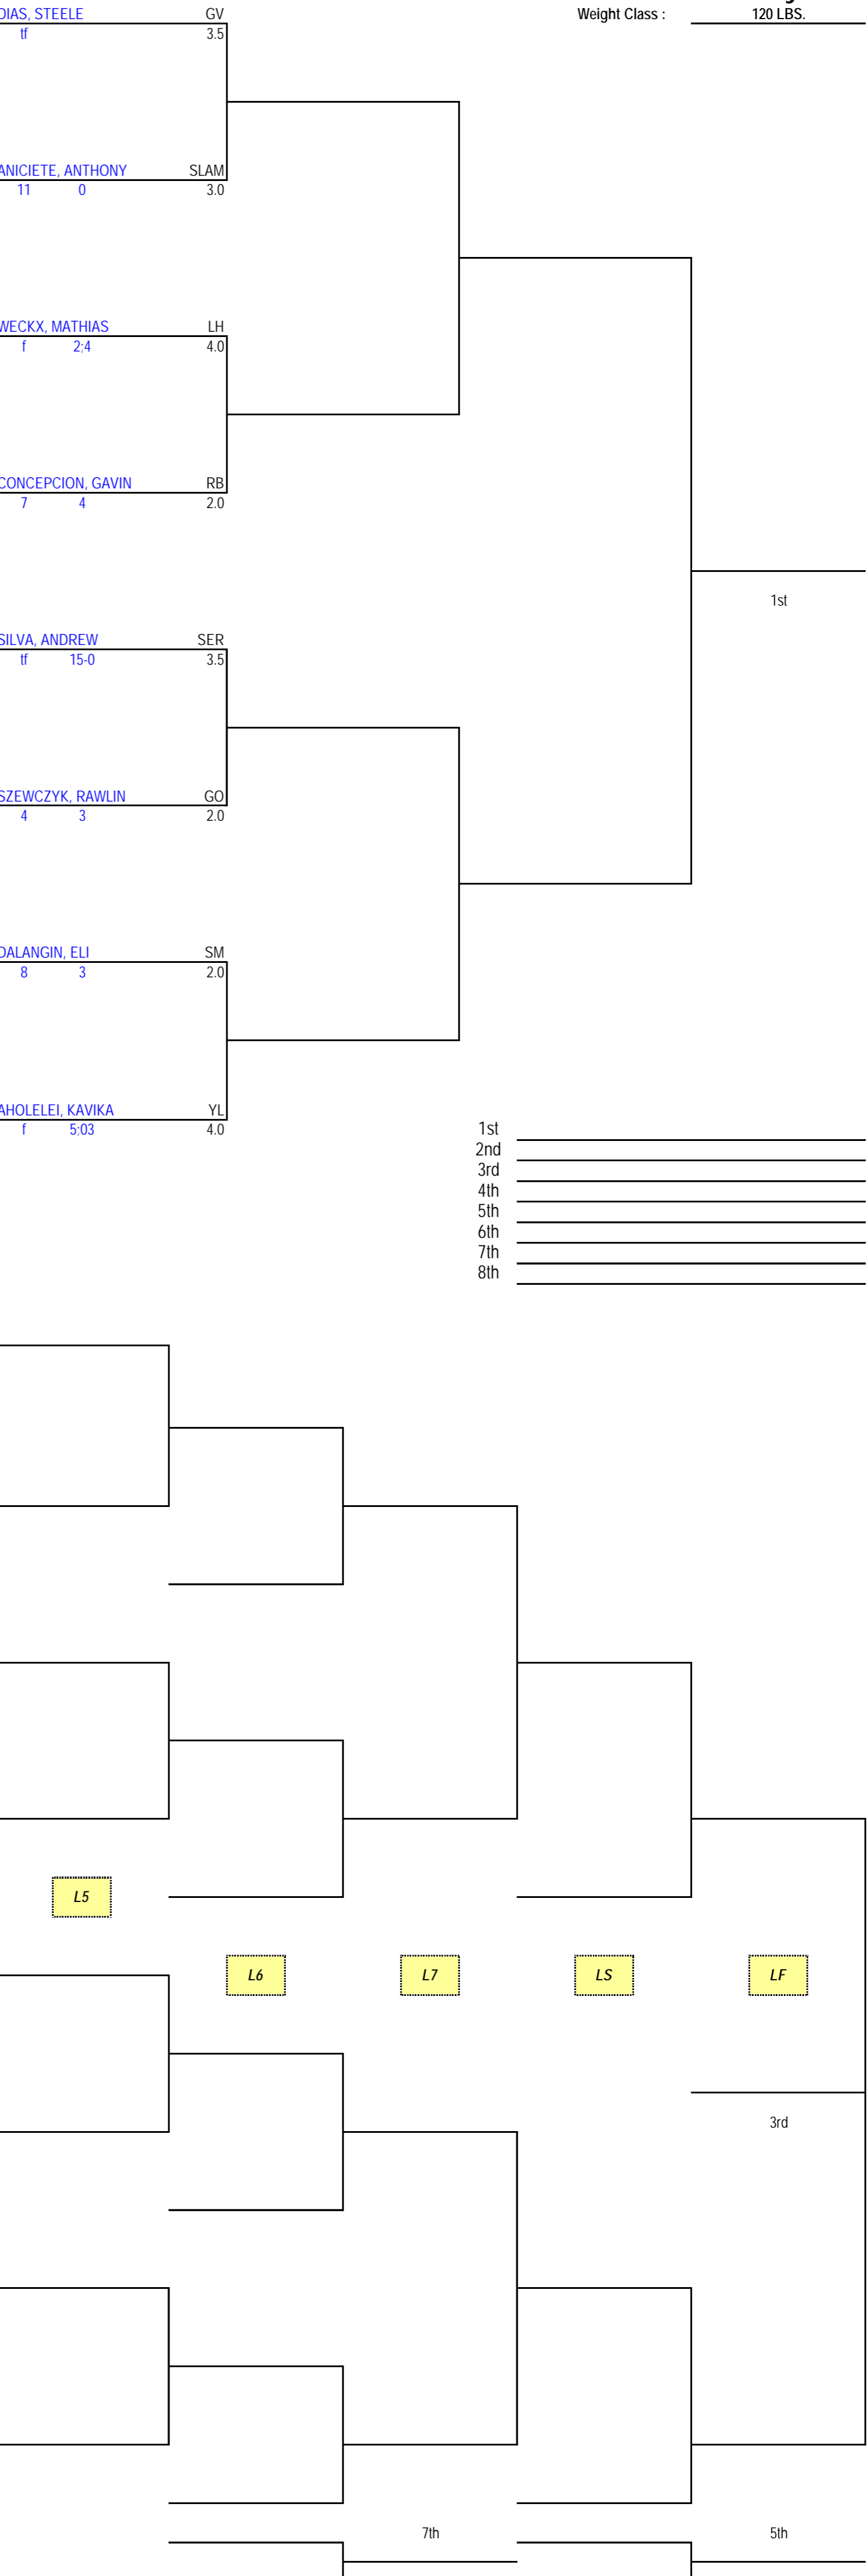 DIAS, STEELE GV
Weight Class : 120 LBS.
tf 3.5
ANICIETE, ANTHONY SLAM
11 0 3.0
WECKX, MATHIAS LH
f 2;4 4.0
CONCEPCION, GAVIN RB
7 4 2.0
1st
SILVA, ANDREW SER
tf 15-0 3.5
SZEWCZYK, RAWLIN GO
4 3 2.0
DALANGIN, ELI SM
8 3 2.0
AHOLELEI, KAVIKA YL
f 5;03 4.0
1st
2nd
3rd
4th
5th
6th
7th
8th
L5
L6 L7 LS LF
3rd
7th 5th